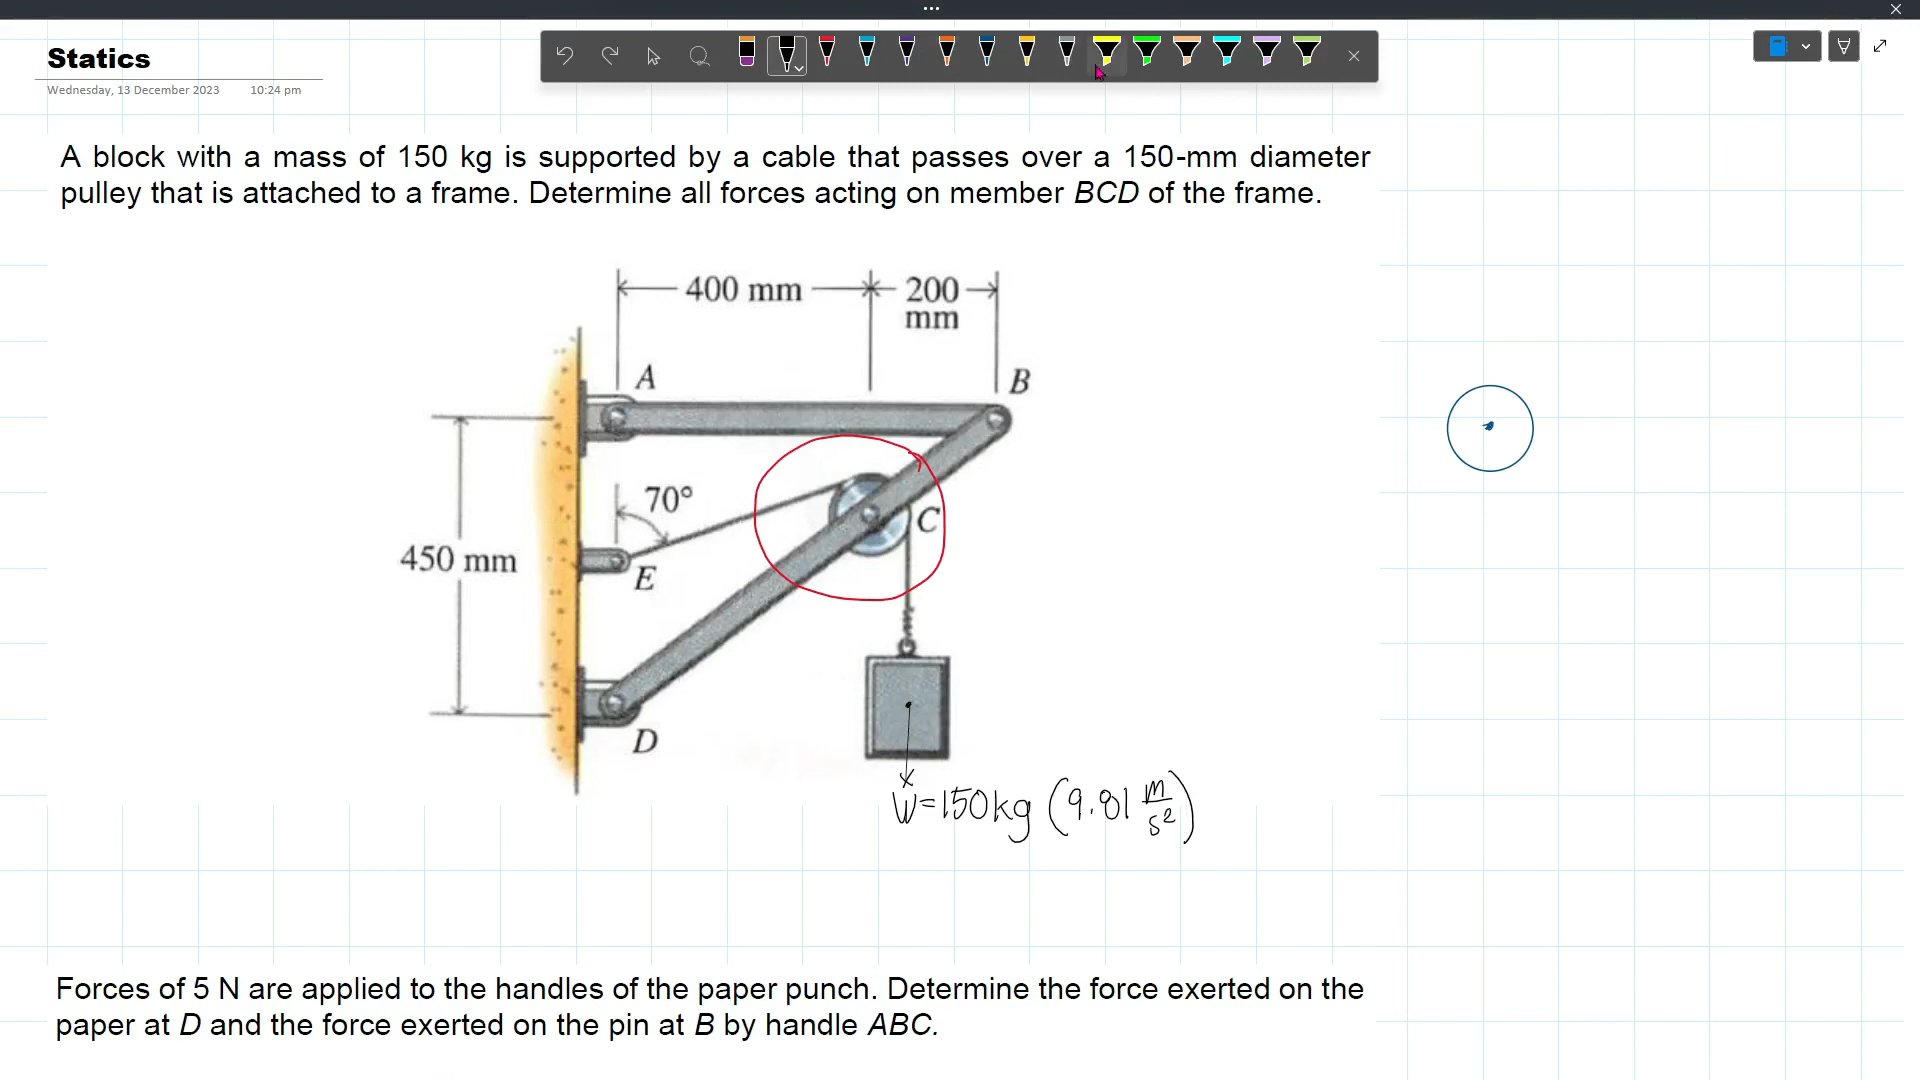 Statics
Wednesday, 13 December 2023 10:24 pm
A block with a mass of 150 kg is supported by a cable that passes over a 150-mm diameter
pulley that is attached to a frame. Determine all forces acting on member BCD of the frame.
400 mm
200
mm
A
B
70°
C
450 mm
E
D
W=150kg (9.81 m/s²)
Forces of 5 N are applied to the handles of the paper punch. Determine the force exerted on the
paper at D and the force exerted on the pin at B by handle ABC.